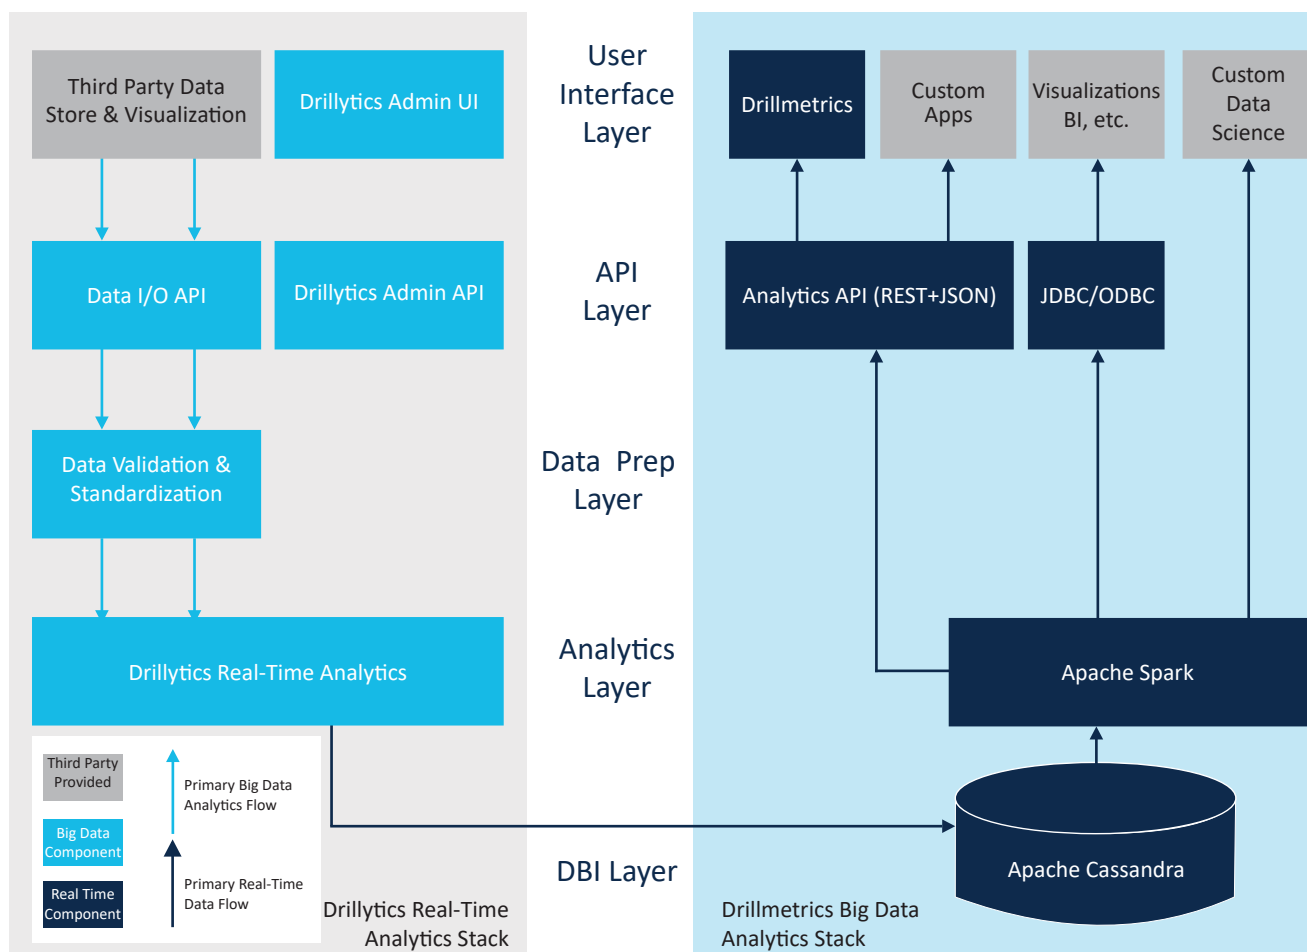 Third Party Data
Store & Visualization
Drillytics Admin UI
User
Interface
Layer
Drillmetrics
Custom
Apps
Visualizations
BI, etc.
Custom
Data
Science
Data I/O API
Drillytics Admin API
API
Layer
Analytics API (REST+JSON)
JDBC/ODBC
Data Validation &
Standardization
Data Prep
Layer
Drillytics Real-Time Analytics
Analytics
Layer
Apache Spark
Third Party
Provided
Primary Big Data
Analytics Flow
Big Data
Component
Real Time
Component
Primary Real-Time
Data Flow
DBI Layer
Apache Cassandra
Drillytics Real-Time
Analytics Stack
Drillmetrics Big Data
Analytics Stack